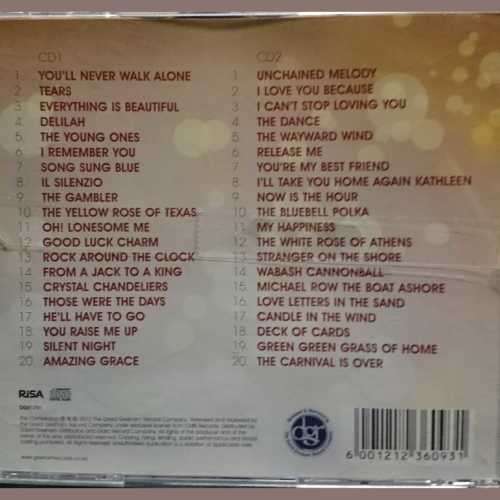 CD1
1. YOU'LL NEVER WALK ALONE
2. TEARS
3. EVERYTHING IS BEAUTIFUL
4. DELILAH
5. THE YOUNG ONES
6. I REMEMBER YOU
7. SONG SUNG BLUE
8. IL SILENZIO
9. THE GAMBLER
10. THE YELLOW ROSE OF TEXAS
11. OH! LONESOME ME
12. GOOD LUCK CHARM
13. ROCK AROUND THE CLOCK
14. FROM A JACK TO A KING
15. CRYSTAL CHANDELIERS
16. THOSE WERE THE DAYS
17. HE'LL HAVE TO GO
18. YOU RAISE ME UP
19. SILENT NIGHT
20. AMAZING GRACE
CD2
1. UNCHAINED MELODY
2. I LOVE YOU BECAUSE
3. I CAN'T STOP LOVING YOU
4. THE DANCE
5. THE WAYWARD WIND
6. RELEASE ME
7. YOU'RE MY BEST FRIEND
8. I'LL TAKE YOU HOME AGAIN KATHLEEN
9. NOW IS THE HOUR
10. THE BLUEBELL POLKA
11. MY HAPPINESS
12. THE WHITE ROSE OF ATHENS
13. STRANGER ON THE SHORE
14. WABASH CANNONBALL
15. MICHAEL ROW THE BOAT ASHORE
16. LOVE LETTERS IN THE SAND
17. CANDLE IN THE WIND
18. DECK OF CARDS
19. GREEN GREEN GRASS OF HOME
20. THE CARNIVAL IS OVER
RiSA
6 001212 360931